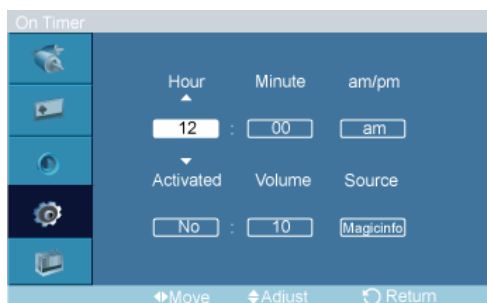 On Timer
Hour Minute am/pm
12 : 00 am
Activated Volume Source
No : 10 Magicinfo
Move Adjust Return